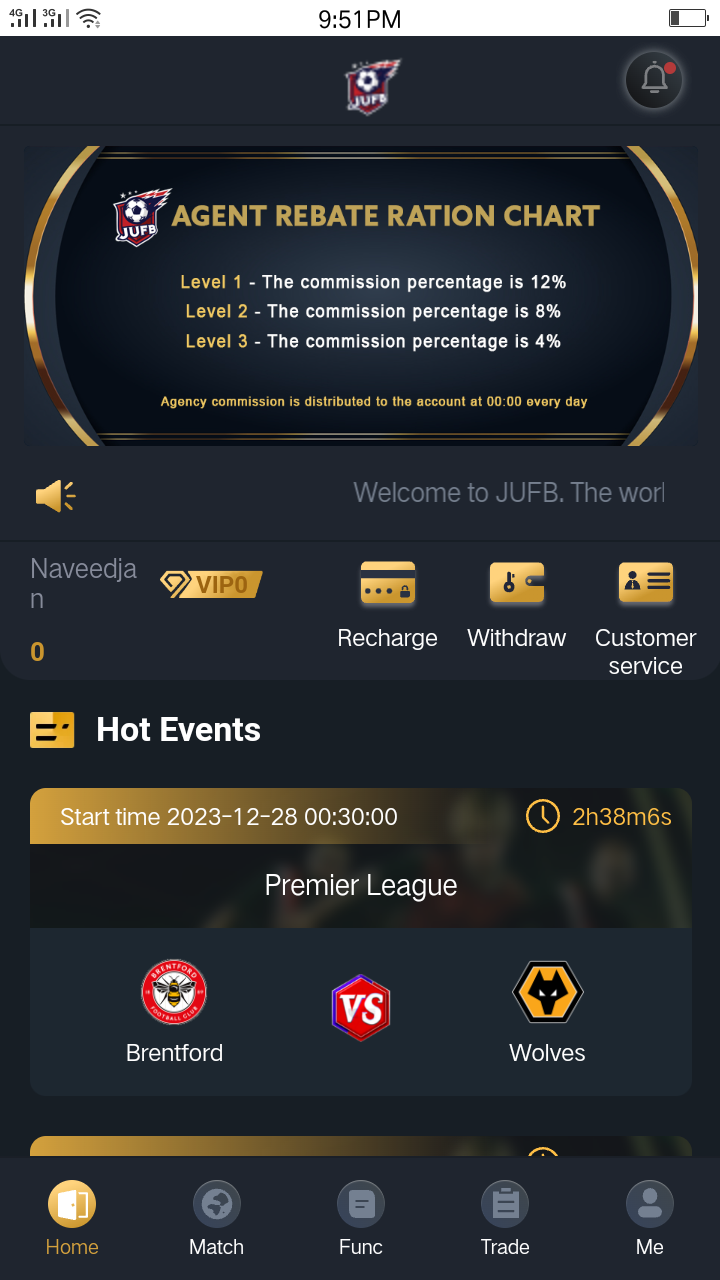 4G 3G 9:51PM
JUFB
JUFB AGENT REBATE RATION CHART
Level 1 - The commission percentage is 12%
Level 2 - The commission percentage is 8%
Level 3 - The commission percentage is 4%
Agency commission is distributed to the account at 00:00 every day
Welcome to JUFB. The worl
Naveedja
n
VIP0
0
Recharge
Withdraw
Customer
service
Hot Events
Start time 2023-12-28 00:30:00 2h38m6s
Premier League
BRENTFORD
FOOTBALL CLUB
VS
Brentford
Wolves
Home
Match
Func
Trade
Me